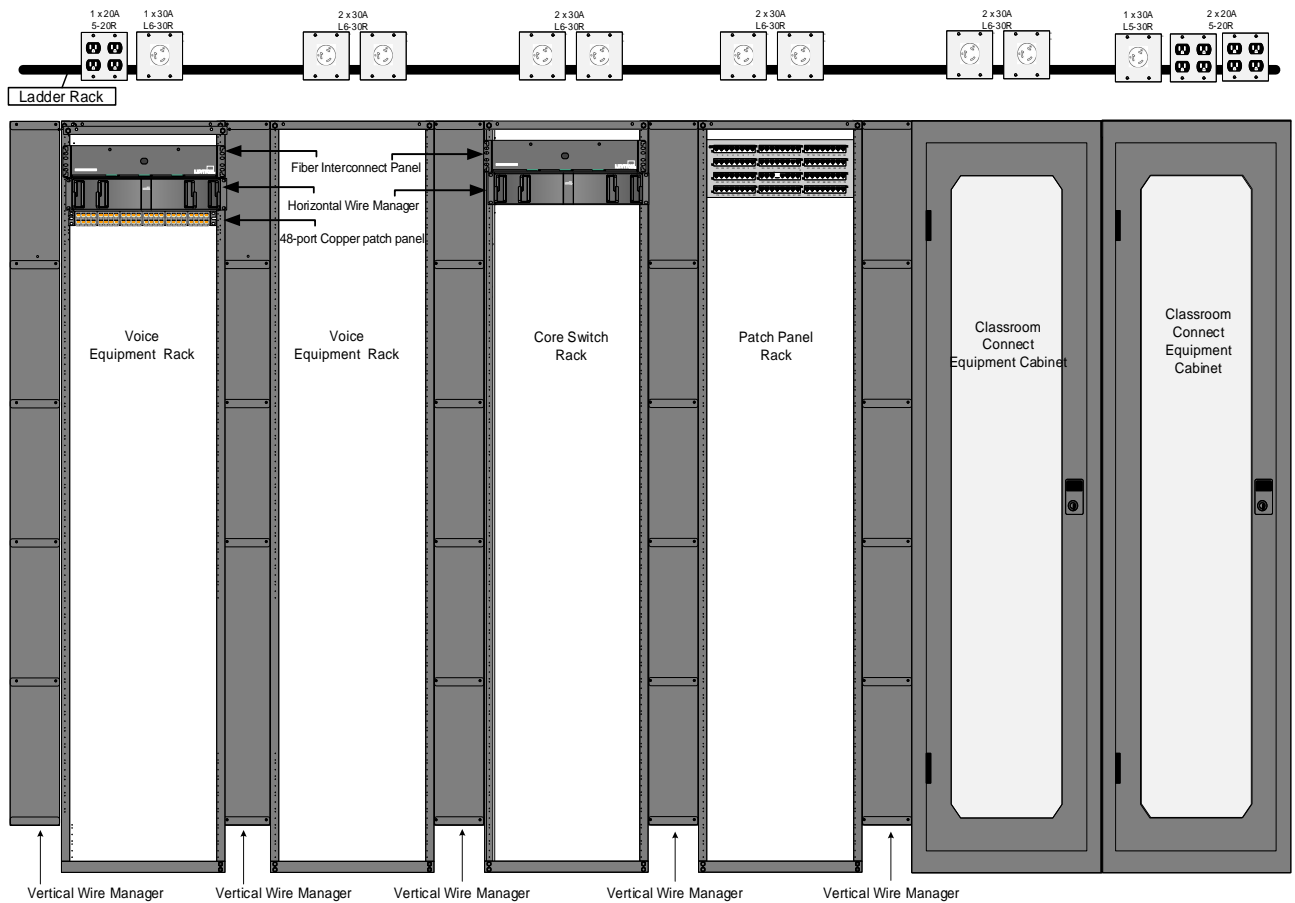 1 x 20A
5-20R
1 x 30A
L6-30R
2 x 30A
L6-30R
2 x 30A
L6-30R
2 x 30A
L6-30R
2 x 30A
L6-30R
1 x 30A
L5-30R
2 x 20A
5-20R
Ladder Rack
Fiber Interconnect Panel
Horizontal Wire Manager
48-port Copper patch panel
Voice
Equipment Rack
Voice
Equipment Rack
Core Switch
Rack
Patch Panel
Rack
Classroom
Connect
Equipment Cabinet
Classroom
Connect
Equipment
Cabinet
Vertical Wire Manager
Vertical Wire Manager
Vertical Wire Manager
Vertical Wire Manager
Vertical Wire Manager